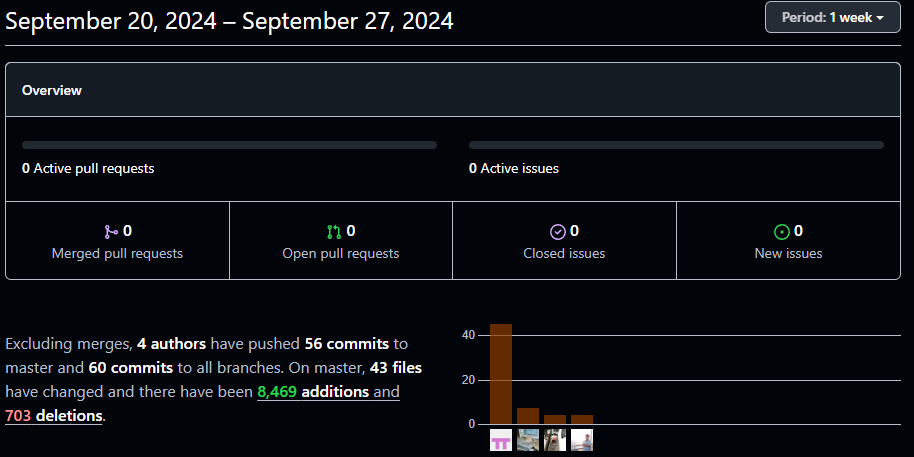 September 20, 2024 – September 27, 2024
Period: 1 week
Overview
0 Active pull requests
0 Active issues
0
Merged pull requests
0
Open pull requests
0
Closed issues
0
New issues
Excluding merges, 4 authors have pushed 56 commits to
master and 60 commits to all branches. On master, 43 files
have changed and there have been 8,469 additions and
703 deletions.
40
20
0